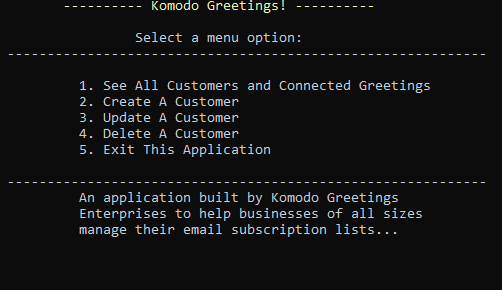 ---------- Komodo Greetings! ----------
Select a menu option:
------------------------------------------------------------
1. See All Customers and Connected Greetings
2. Create A Customer
3. Update A Customer
4. Delete A Customer
5. Exit This Application
------------------------------------------------------------
An application built by Komodo Greetings
Enterprises to help businesses of all sizes
manage their email subscription lists...